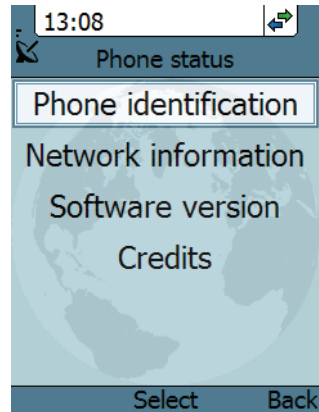 13:08
Phone status
Phone identification
Network information
Software version
Credits
Select Back